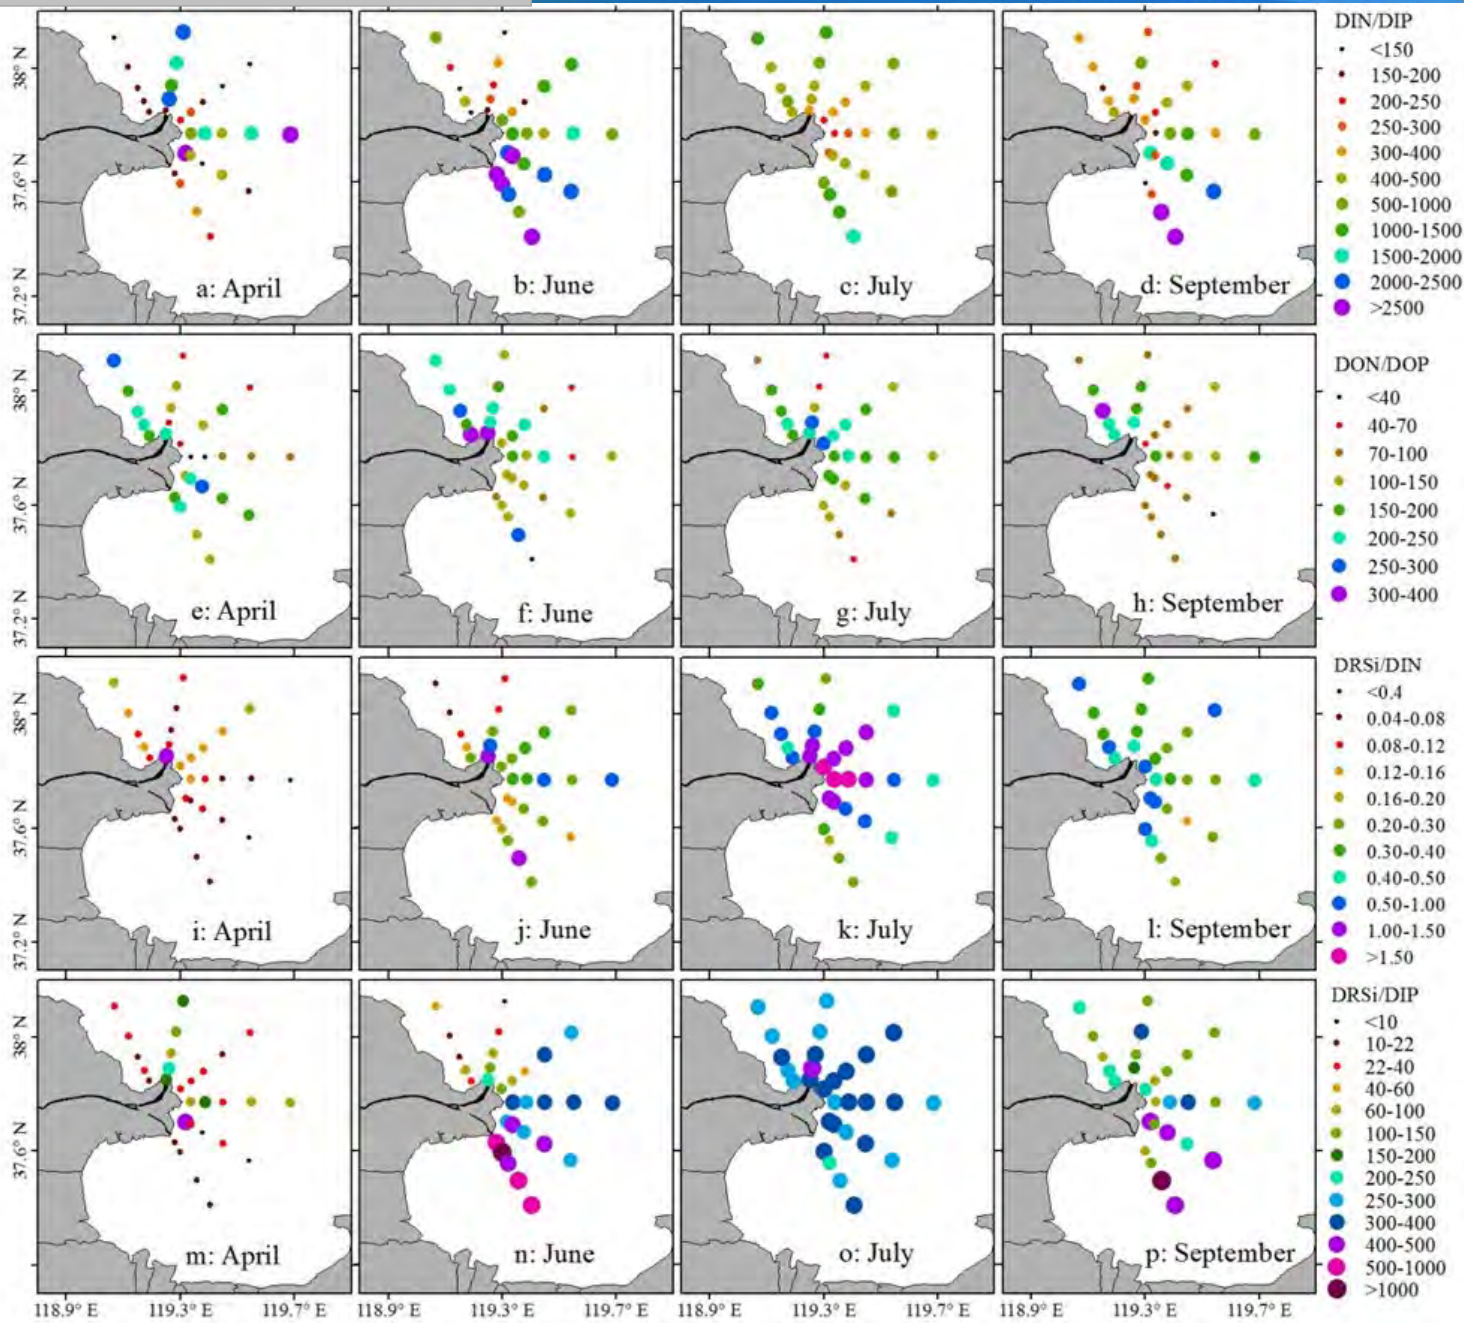 DIN/DIP
<150
150-200
200-250
250-300
300-400
400-500
500-1000
1000-1500
1500-2000
2000-2500
>2500
38° N
37.6° N
37.2° N
a: April
b: June
c: July
d: September
DON/DOP
<40
40-70
70-100
100-150
150-200
200-250
250-300
300-400
38° N
37.6° N
37.2° N
e: April
f: June
g: July
h: September
DRSi/DIN
<0.4
0.04-0.08
0.08-0.12
0.12-0.16
0.16-0.20
0.20-0.30
0.30-0.40
0.40-0.50
0.50-1.00
1.00-1.50
>1.50
38° N
37.6° N
37.2° N
i: April
j: June
k: July
l: September
DRSi/DIP
<10
10-22
22-40
40-60
60-100
100-150
150-200
200-250
250-300
300-400
400-500
500-1000
>1000
38° N
37.6° N
m: April
n: June
o: July
p: September
118.9° E 119.3° E 119.7° E 118.9° E 119.3° E 119.7° E 118.9° E 119.3° E 119.7° E 118.9° E 119.3° E 119.7° E